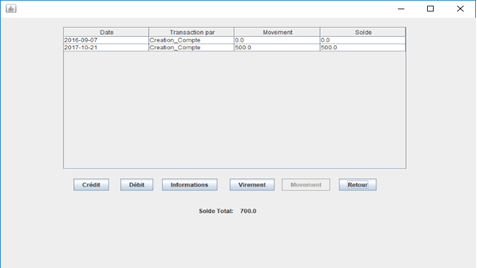 Date Transaction par Movement Solde
2016-09-07 Creation_Compte 0.0 0.0
2017-10-21 Creation_Compte 500.0 500.0
Crédit Débit Informations Virement Movement Retour
Solde Total: 700.0